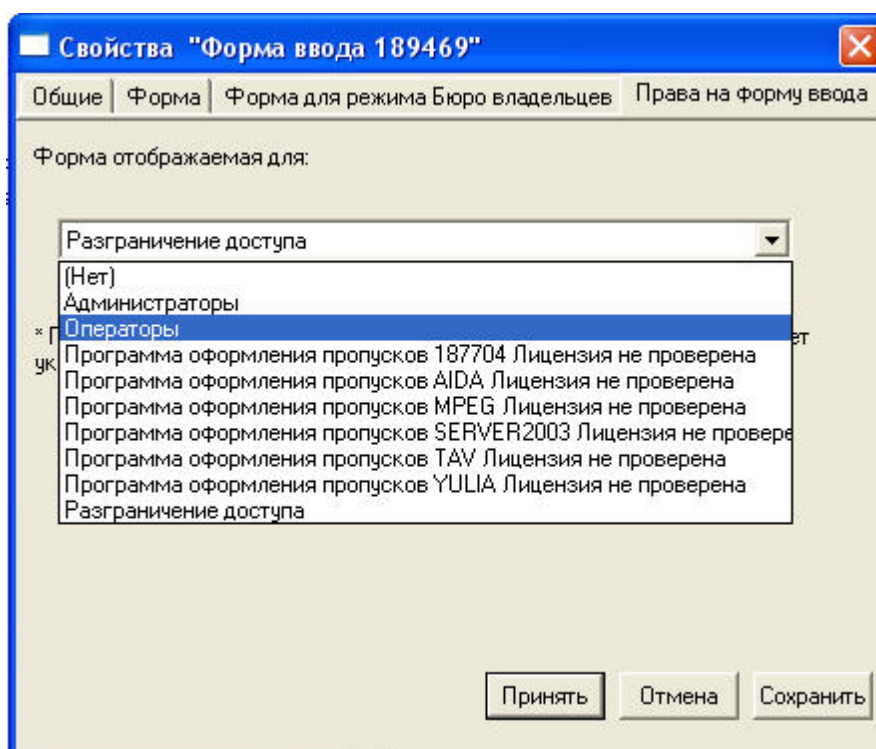 Свойства "Форма ввода 189469"
Общие Форма Форма для режима Бюро владельцев Права на форму ввода
Форма отображаемая для:
Разграничение доступа
(Нет)
Администраторы
Операторы
Программа оформления пропусков 187704 Лицензия не проверена
Программа оформления пропусков AIDA Лицензия не проверена
Программа оформления пропусков MPEG Лицензия не проверена
Программа оформления пропусков SERVER2003 Лицензия не провере
Программа оформления пропусков TAV Лицензия не проверена
Программа оформления пропусков YULIA Лицензия не проверена
Разграничение доступа
Принять Отмена Сохранить